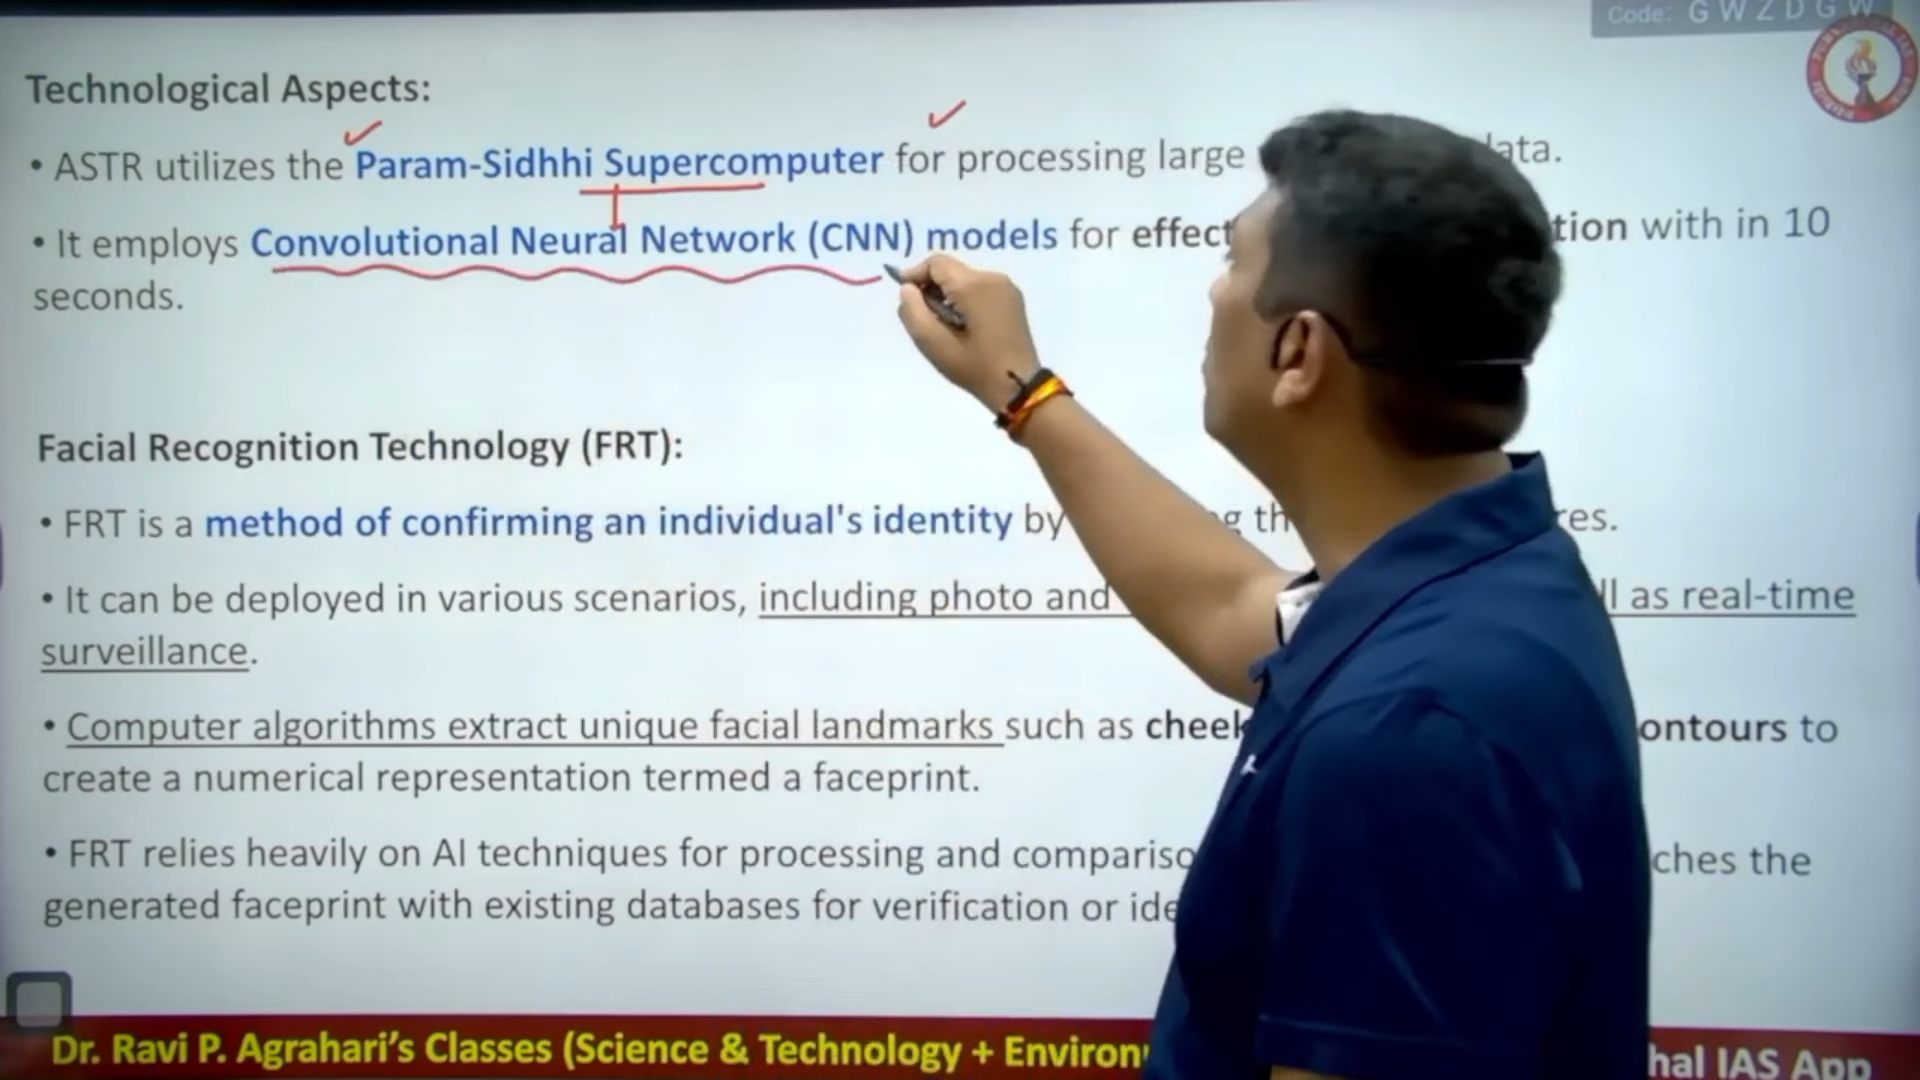 Code: G W Z D G W
Technological Aspects:
• ASTR utilizes the Param-Sidhhi Supercomputer for processing large ata.
• It employs Convolutional Neural Network (CNN) models for effect tion with in 10
seconds.
Facial Recognition Technology (FRT):
• FRT is a method of confirming an individual's identity by g th res.
• It can be deployed in various scenarios, including photo and ll as real-time
surveillance.
• Computer algorithms extract unique facial landmarks such as cheek ontours to
create a numerical representation termed a faceprint.
• FRT relies heavily on AI techniques for processing and compariso ches the
generated faceprint with existing databases for verification or ide
Dr. Ravi P. Agrahari’s Classes (Science & Technology + Environ hal IAS App